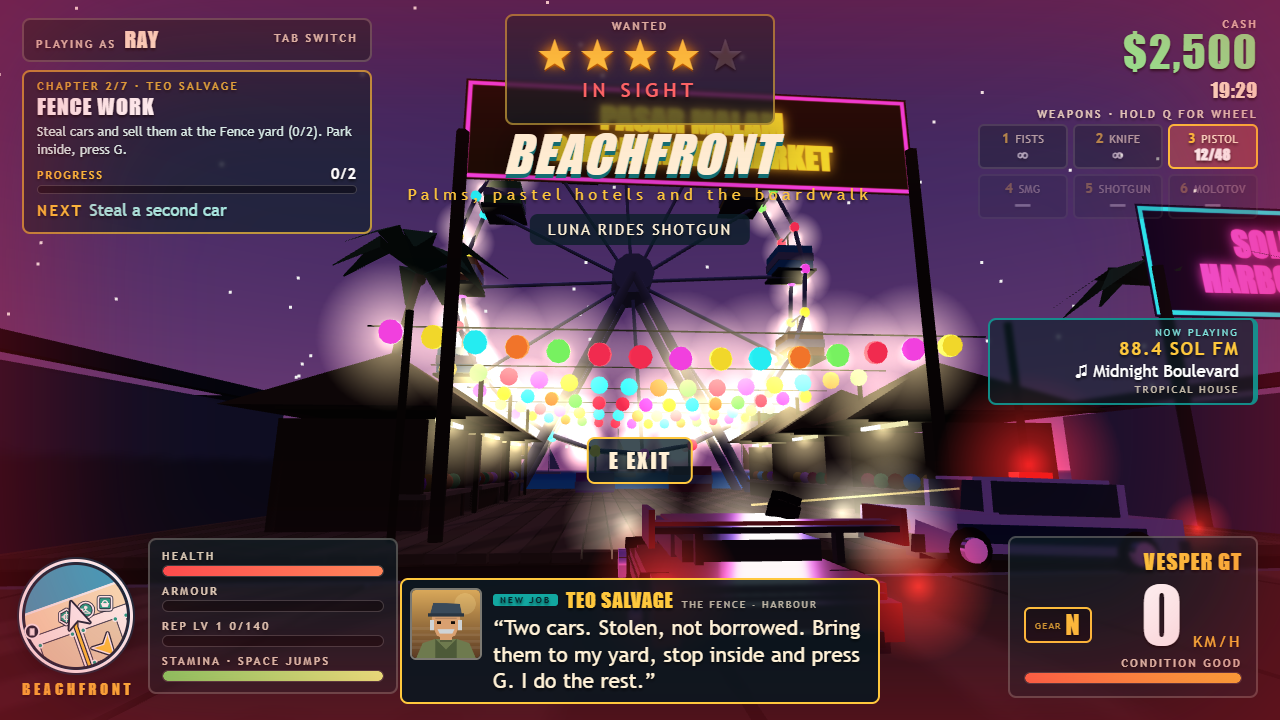 PLAYING AS RAY TAB SWITCH
CHAPTER 2/7 · TEO SALVAGE
FENCE WORK
Steal cars and sell them at the Fence yard (0/2). Park
inside, press G.
PROGRESS 0/2
NEXT Steal a second car
WANTED
IN SIGHT
PASAR MALAM
MARKET
BEACHFRONT
Palms, pastel hotels and the boardwalk
LUNA RIDES SHOTGUN
CASH
$2,500
19:29
WEAPONS · HOLD Q FOR WHEEL
1 FISTS ∞
2 KNIFE ∞
3 PISTOL 12/48
4 SMG —
5 SHOTGUN —
6 MOLOTOV —
NOW PLAYING
88.4 SOL FM
♫ Midnight Boulevard
TROPICAL HOUSE
E EXIT
HEALTH
ARMOUR
REP LV 1 0/140
STAMINA · SPACE JUMPS
BEACHFRONT
NEW JOB TEO SALVAGE THE FENCE · HARBOUR
“Two cars. Stolen, not borrowed. Bring
them to my yard, stop inside and press
G. I do the rest.”
VESPER GT
GEAR N
0 KM/H
CONDITION GOOD